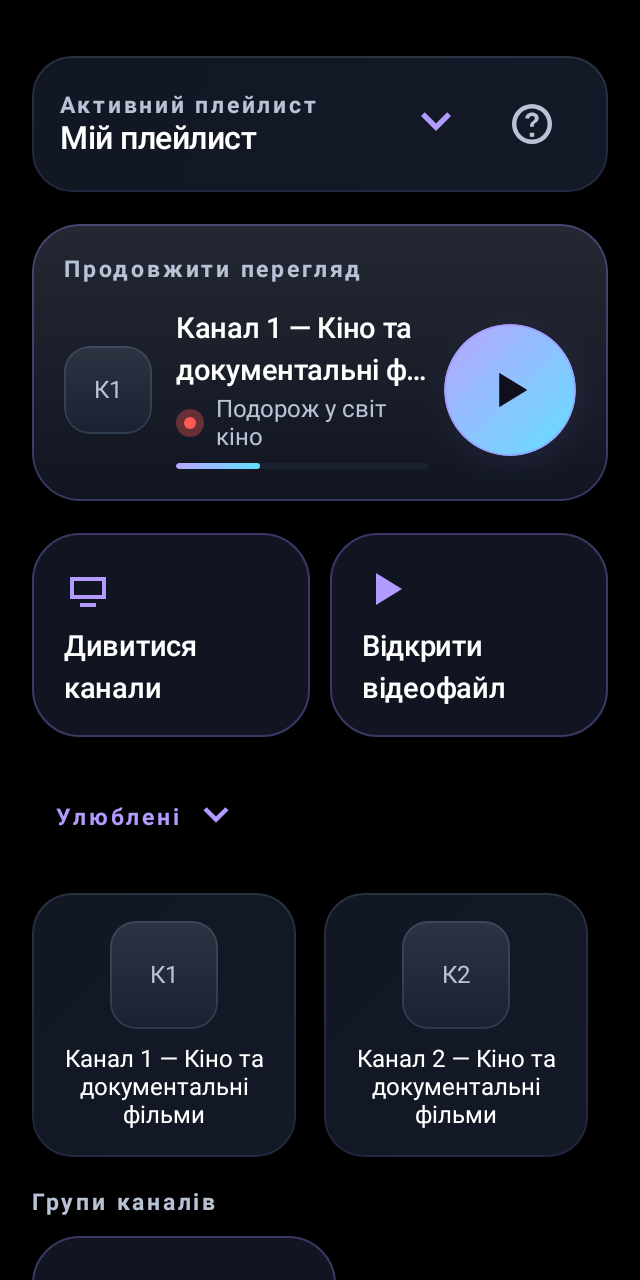 Активний плейлист
Мій плейлист
Продовжити перегляд
К1
Канал 1 — Кіно та
документальні ф…
Подорож у світ
кіно
Дивитися
канали
Відкрити
відеофайл
Улюблені
К1
Канал 1 — Кіно та
документальні
фільми
К2
Канал 2 — Кіно та
документальні
фільми
Групи каналів